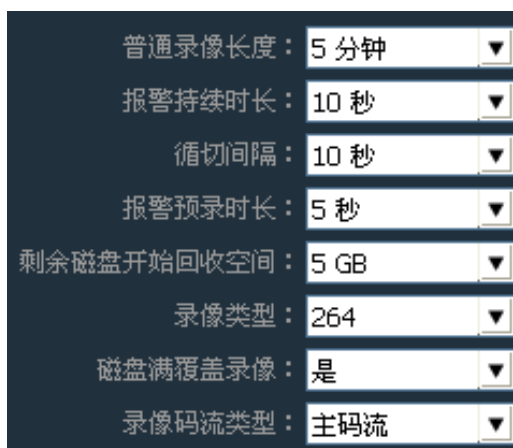 普通录像长度：5 分钟
报警持续时长：10 秒
循切间隔：10 秒
报警预录时长：5 秒
剩余磁盘开始回收空间：5 GB
录像类型：264
磁盘满覆盖录像：是
录像码流类型：主码流